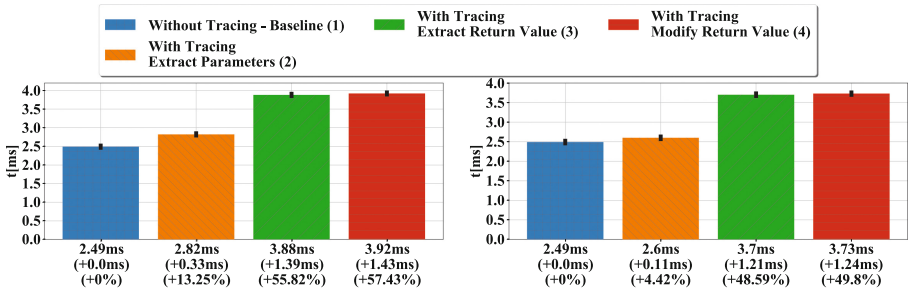 Without Tracing - Baseline (1)
With Tracing
Extract Parameters (2)
With Tracing
Extract Return Value (3)
With Tracing
Modify Return Value (4)
t[ms]
4.0
3.5
3.0
2.5
2.0
1.5
1.0
0.5
0.0
2.49ms
(+0.0ms)
(+0%)
2.82ms
(+0.33ms)
(+13.25%)
3.88ms
(+1.39ms)
(+55.82%)
3.92ms
(+1.43ms)
(+57.43%)
t[ms]
4.0
3.5
3.0
2.5
2.0
1.5
1.0
0.5
0.0
2.49ms
(+0.0ms)
(+0%)
2.6ms
(+0.11ms)
(+4.42%)
3.7ms
(+1.21ms)
(+48.59%)
3.73ms
(+1.24ms)
(+49.8%)